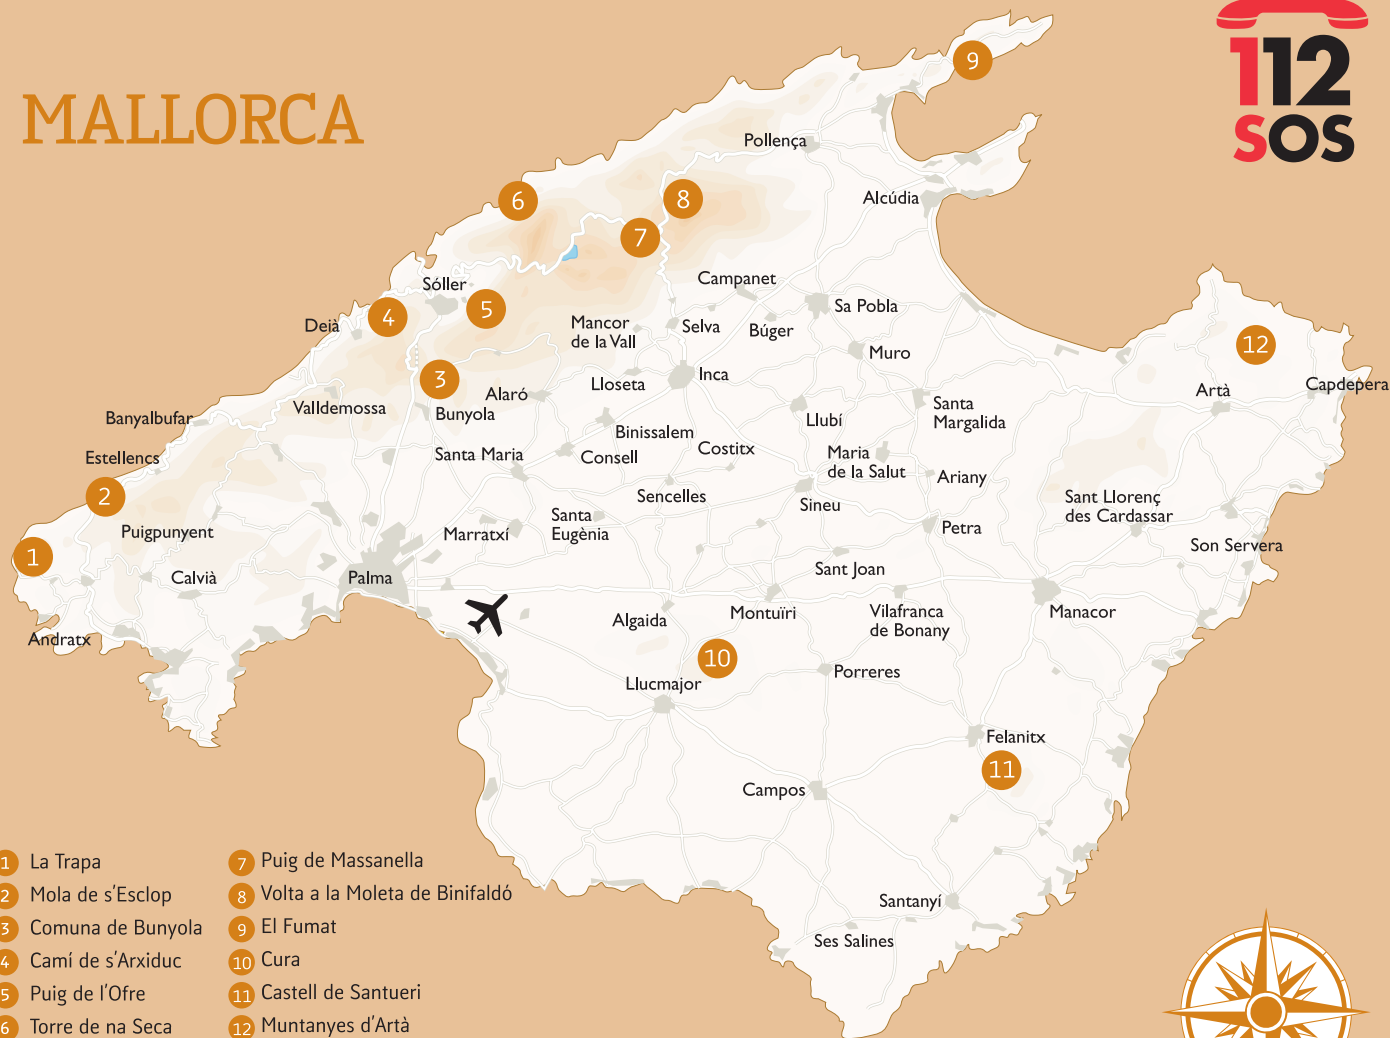 MALLORCA
112
SOS
9
Pollença
8
6
Alcúdia
7
Campanet
Sóller
5
Sa Pobla
4
Deià
Mancor
de la Vall
Selva
Búger
12
Muro
3
Lloseta
Inca
Alaró
Artà
Capdepera
Valldemossa
Bunyola
Santa
Margalida
Banyalbufar
Llubí
Binissalem
Costitx
Santa Maria
Consell
Maria
de la Salut
Estellencs
Ariany
2
Sencelles
Sineu
Sant Llorenç
des Cardassar
Puigpunyent
Santa
Eugènia
Marratxí
Petra
Son Servera
1
Calvià
Palma
Sant Joan
Algaida
Montuïri
Vilafranca
de Bonany
Manacor
Andratx
10
Llucmajor
Porreres
Felanitx
11
Campos
Santanyí
Ses Salines
1 La Trapa
2 Mola de s'Esclop
3 Comuna de Bunyola
4 Camí de s'Arxiduc
5 Puig de l'Ofre
6 Torre de na Seca
7 Puig de Massanella
8 Volta a la Moleta de Binifaldó
9 El Fumat
10 Cura
11 Castell de Santueri
12 Muntanyes d'Artà